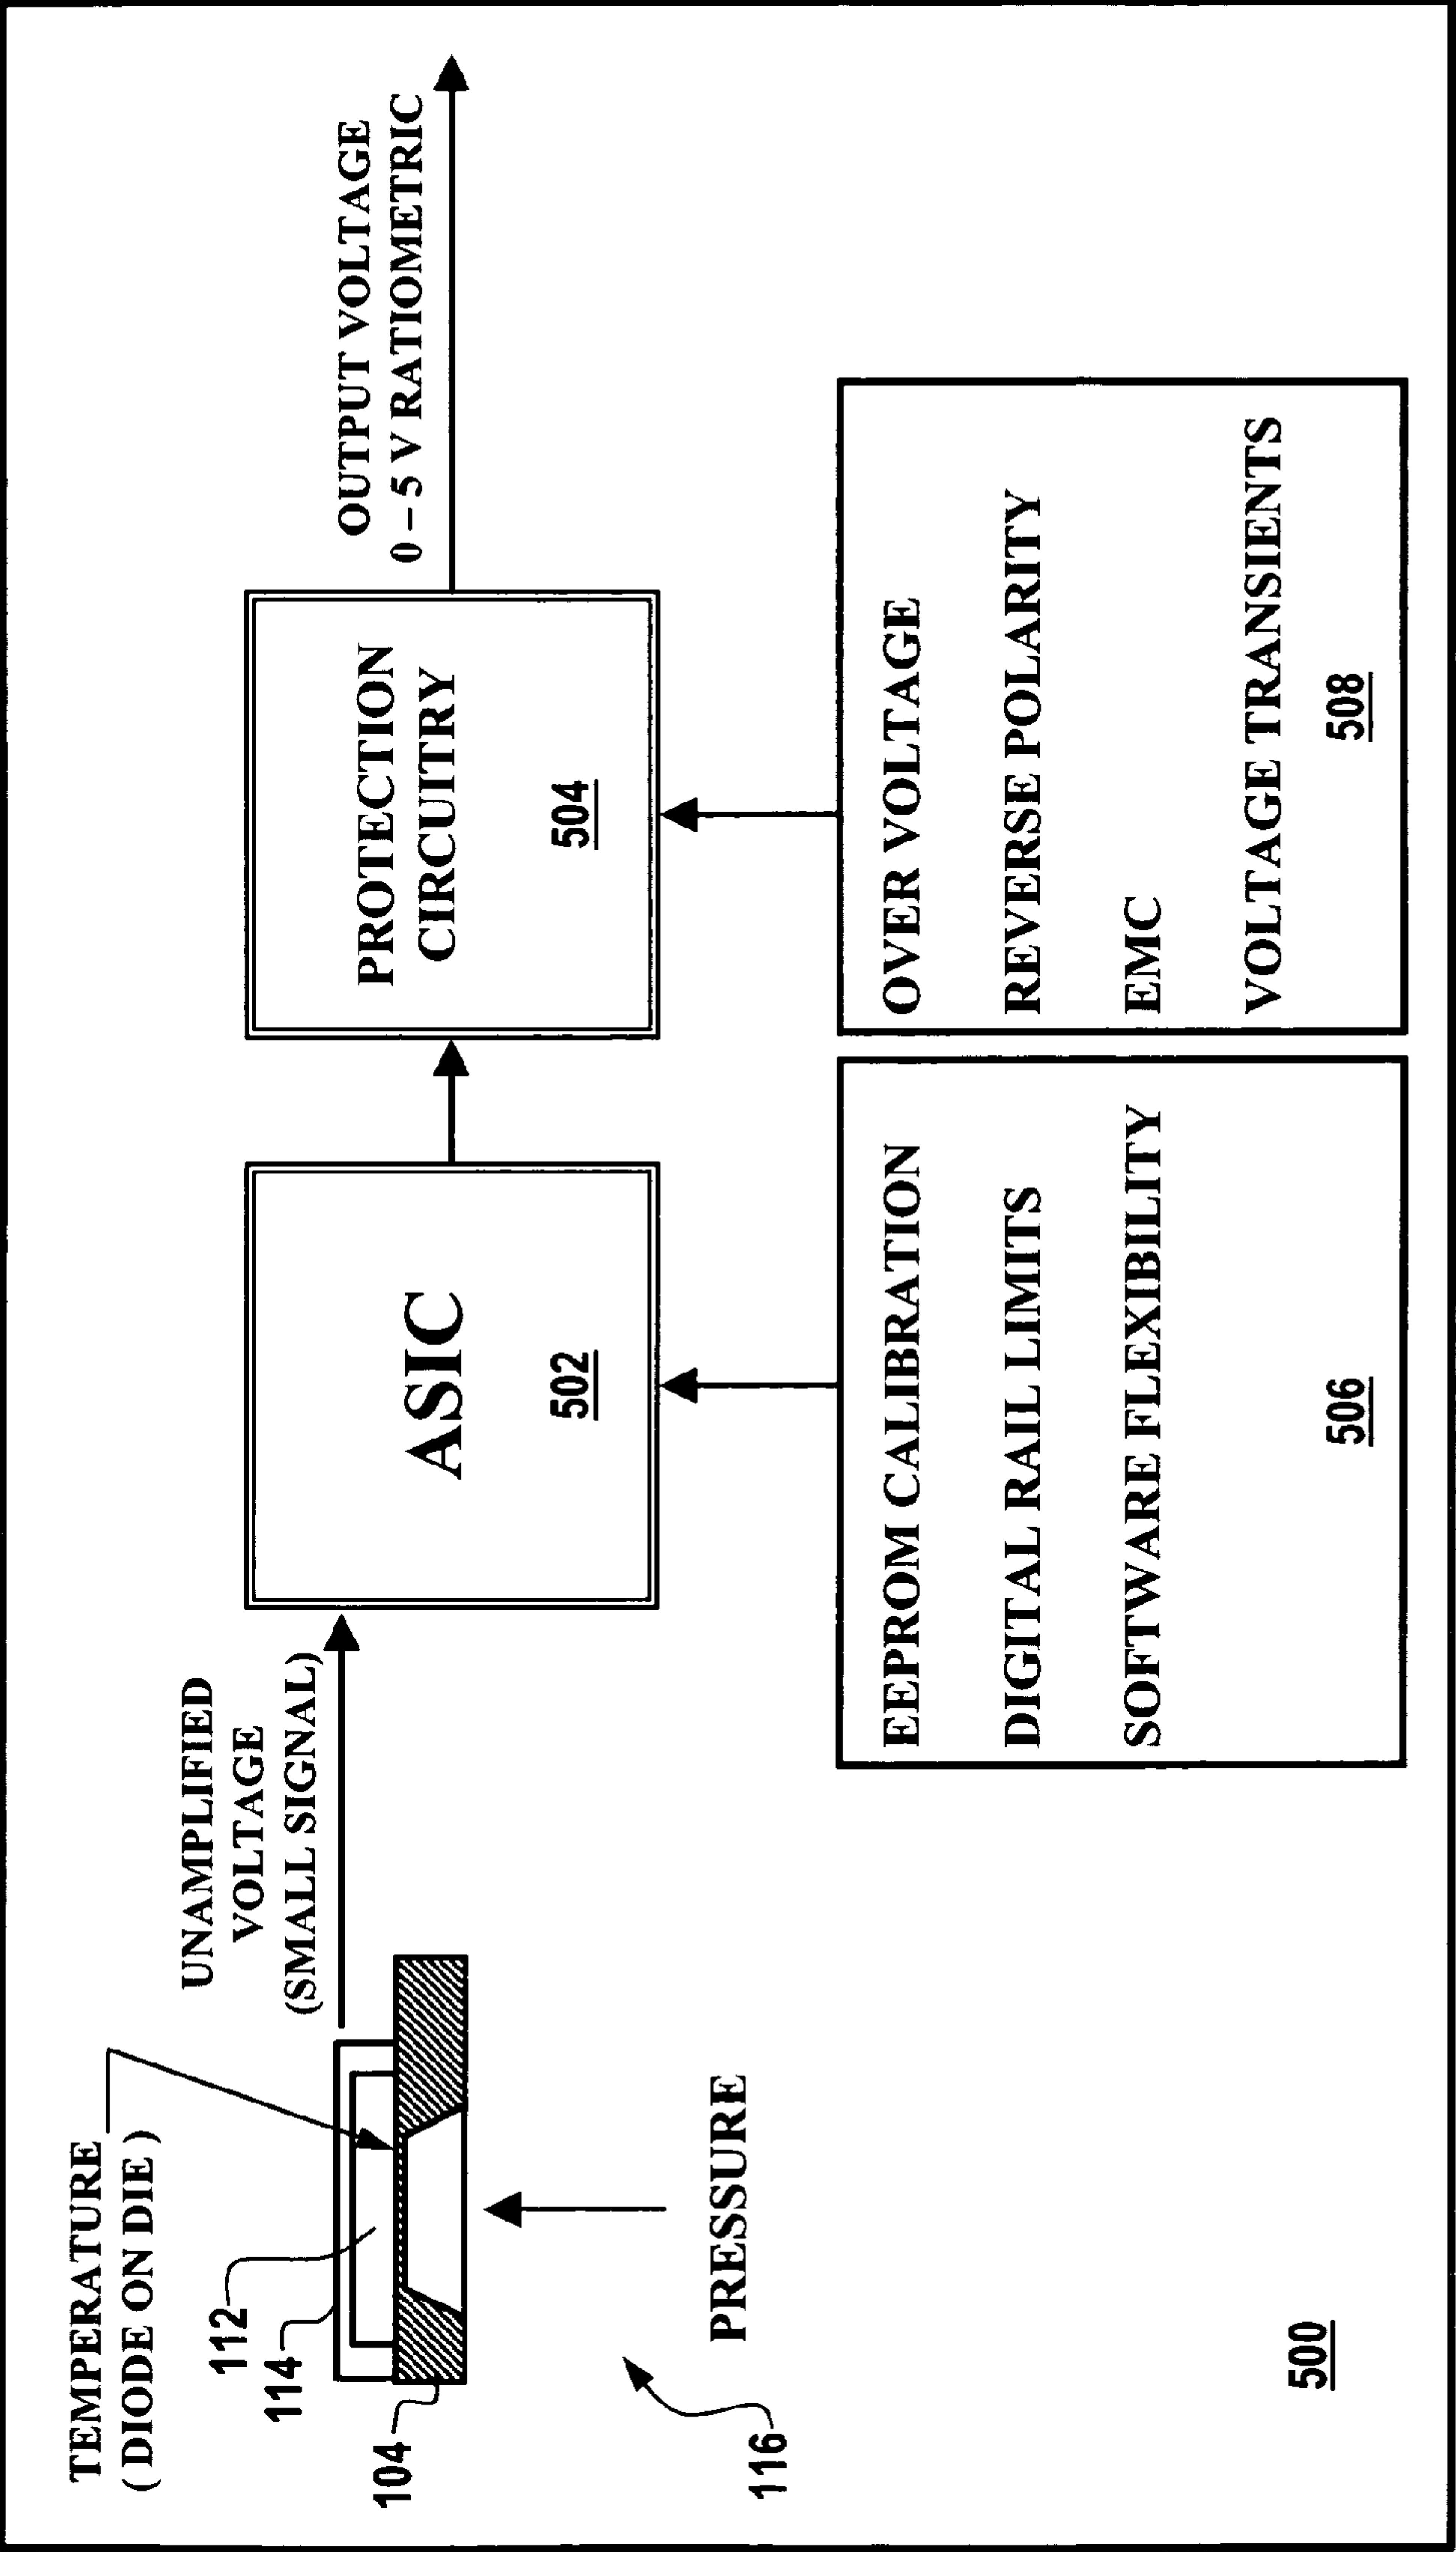 TEMPERATURE
( DIODE ON DIE )
112
114
104
116
PRESSURE
UNAMPLIFIED
VOLTAGE
(SMALL SIGNAL)
ASIC
502
PROTECTION
CIRCUITRY
504
OUTPUT VOLTAGE
0 – 5 V RATIOMETRIC
EEPROM CALIBRATION
DIGITAL RAIL LIMITS
SOFTWARE FLEXIBILITY
506
OVER VOLTAGE
REVERSE POLARITY
EMC
VOLTAGE TRANSIENTS
508
500